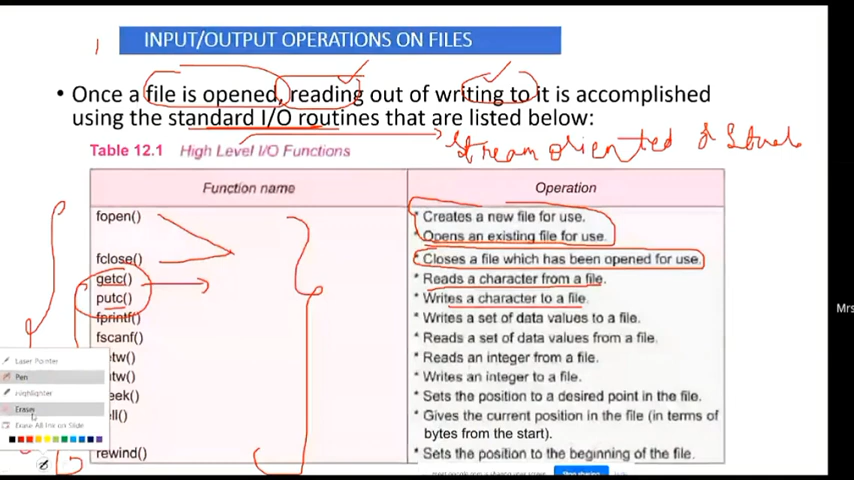 INPUT/OUTPUT OPERATIONS ON FILES
• Once a file is opened, reading out of writing to it is accomplished
using the standard I/O routines that are listed below:
stream oriented
Table 12.1 High Level I/O Functions
Function name Operation
fopen() * Creates a new file for use.
* Opens an existing file for use.
fclose() * Closes a file which has been opened for use.
getc() * Reads a character from a file.
putc() * Writes a character to a file.
fprintf() * Writes a set of data values to a file.
fscanf() * Reads a set of data values from a file.
tw() * Reads an integer from a file.
tw() * Writes an integer to a file.
eek() * Sets the position to a desired point in the file.
ll() * Gives the current position in the file (in terms of
bytes from the start).
rewind() * Sets the position to the beginning of the file.
Laser Pointer
Pen
Highlighter
Eraser
Erase All Ink on Slide
Stop sharing
Mrs